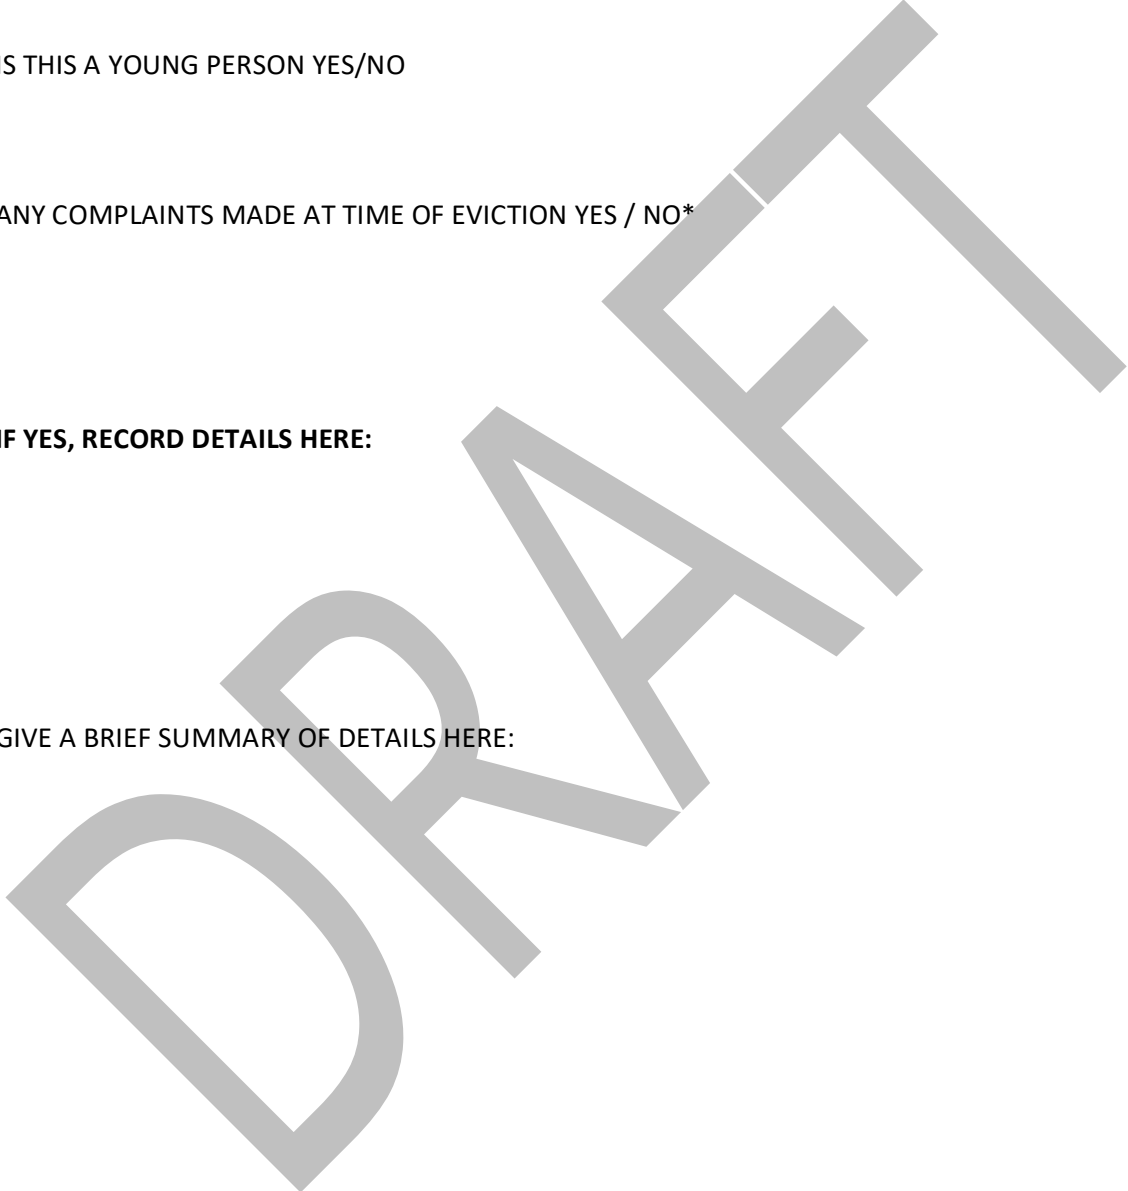 IS THIS A YOUNG PERSON YES/NO
ANY COMPLAINTS MADE AT TIME OF EVICTION YES / NO*
IF YES, RECORD DETAILS HERE:
GIVE A BRIEF SUMMARY OF DETAILS HERE:
DRAFT